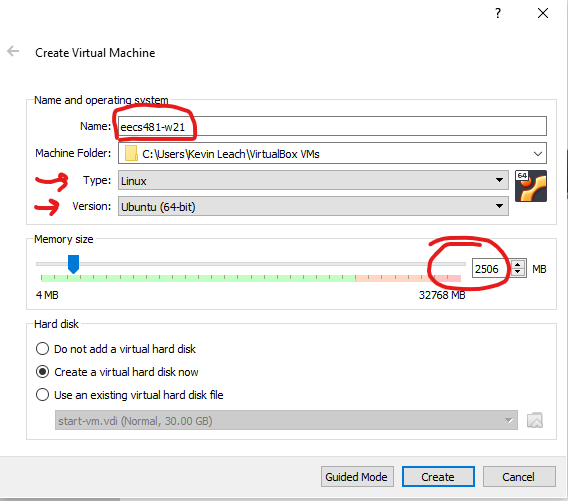 ?
Create Virtual Machine
Name and operating system
Name: eecs481-w21
Machine Folder: C:\Users\Kevin Leach\VirtualBox VMs
Type: Linux 64
Version: Ubuntu (64-bit)
Memory size
2506 MB
4 MB 32768 MB
Hard disk
Do not add a virtual hard disk
Create a virtual hard disk now
Use an existing virtual hard disk file
start-vm.vdi (Normal, 30.00 GB)
Guided Mode Create Cancel